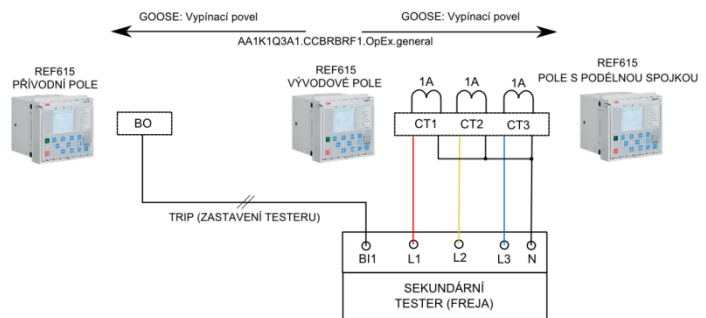 GOOSE: Vypínací povel
GOOSE: Vypínací povel
AA1K1Q3A1.CCBRBRF1.OpEx.general
REF615
PŘÍVODNÍ POLE
REF615
VÝVODOVÉ POLE
REF615
POLE S PODÉLNOU SPOJKOU
1A
1A
1A
BO
CT1
CT2
CT3
TRIP (ZASTAVENÍ TESTERU)
BI1
L1
L2
L3
N
SEKUNDÁRNÍ
TESTER (FREJA)